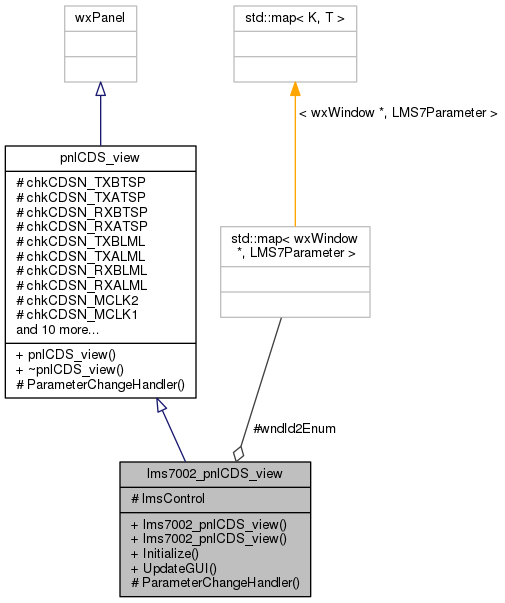 wxPanel
std::map< K, T >
< wxWindow *, LMS7Parameter >
pnlCDS_view
# chkCDSN_TXBTSP
# chkCDSN_TXATSP
# chkCDSN_RXBTSP
# chkCDSN_RXATSP
# chkCDSN_TXBLML
# chkCDSN_TXALML
# chkCDSN_RXBLML
# chkCDSN_RXALML
# chkCDSN_MCLK2
# chkCDSN_MCLK1
and 10 more...
+ pnlCDS_view()
+ ~pnlCDS_view()
# ParameterChangeHandler()
std::map< wxWindow
*, LMS7Parameter >
#wndId2Enum
lms7002_pnlCDS_view
# lmsControl
+ lms7002_pnlCDS_view()
+ lms7002_pnlCDS_view()
+ Initialize()
+ UpdateGUI()
# ParameterChangeHandler()